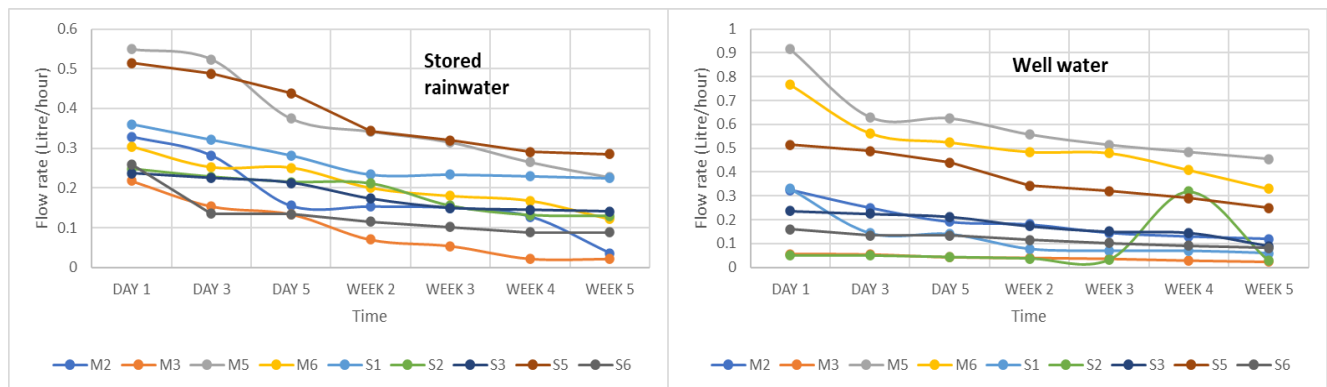 Stored
rainwater
Flow rate (Litre/hour)
0.6
0.5
0.4
0.3
0.2
0.1
0
DAY 1 DAY 3 DAY 5 WEEK 2 WEEK 3 WEEK 4 WEEK 5
Time
M2 M3 M5 M6 S1 S2 S3 S5 S6
Well water
Flow rate (Litre/hour)
1
0.9
0.8
0.7
0.6
0.5
0.4
0.3
0.2
0.1
0
DAY 1 DAY 3 DAY 5 WEEK 2 WEEK 3 WEEK 4 WEEK 5
Time
M2 M3 M5 M6 S1 S2 S3 S5 S6